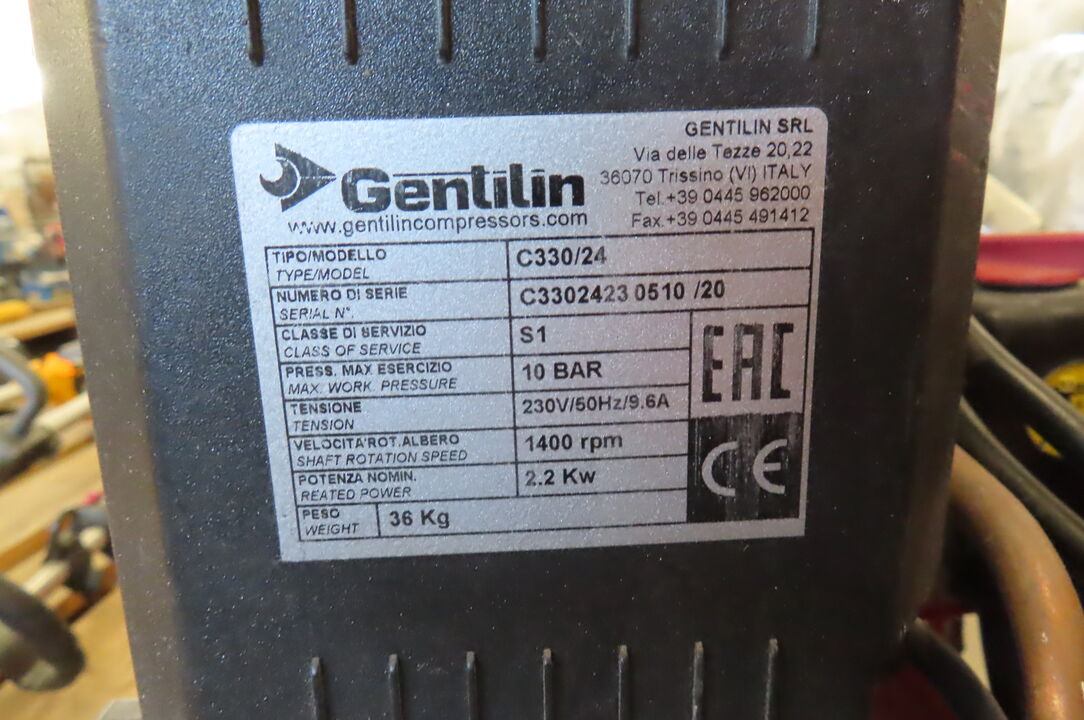 GENTILIN SRL
Via delle Tezze 20,22
36070 Trissino (VI) ITALY
Tel.+39 0445 962000
Fax.+39 0445 491412
Gentilin
www.gentilincompressors.com
TIPO/MODELLO
TYPE/MODEL
C330/24
NUMERO DI SERIE
SERIAL N°.
C3302423 0510 /20
CLASSE DI SERVIZIO
CLASS OF SERVICE
S1
PRESS. MAX ESERCIZIO
MAX. WORK. PRESSURE
10 BAR
TENSIONE
TENSION
230V/50Hz/9.6A
VELOCITA'ROT.ALBERO
SHAFT ROTATION SPEED
1400 rpm
POTENZA NOMIN.
REATED POWER
2.2 Kw
PESO
WEIGHT
36 Kg
EAC
CE